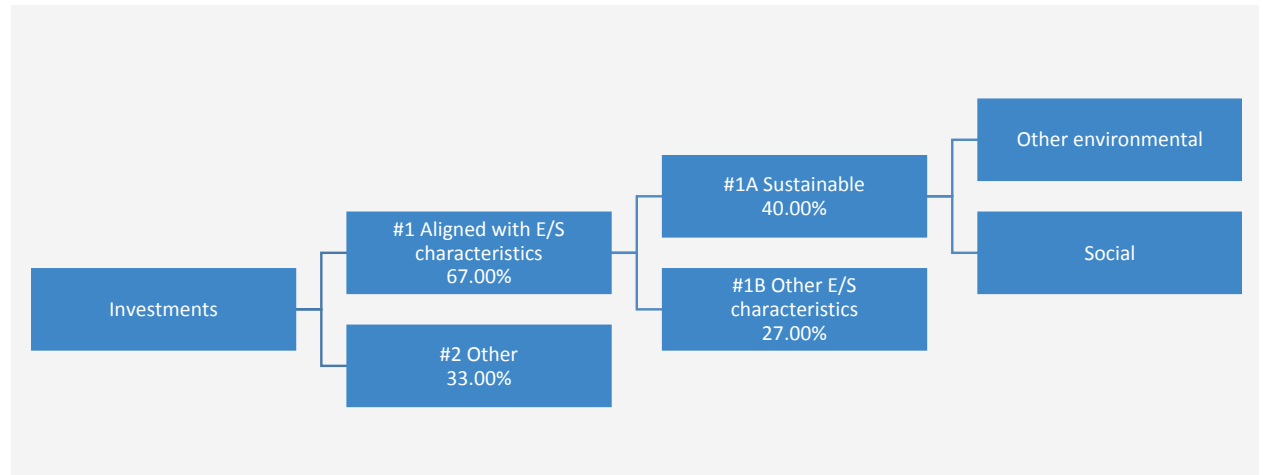 Investments
#1 Aligned with E/S
characteristics
67.00%
#2 Other
33.00%
#1A Sustainable
40.00%
#1B Other E/S
characteristics
27.00%
Other environmental
Social